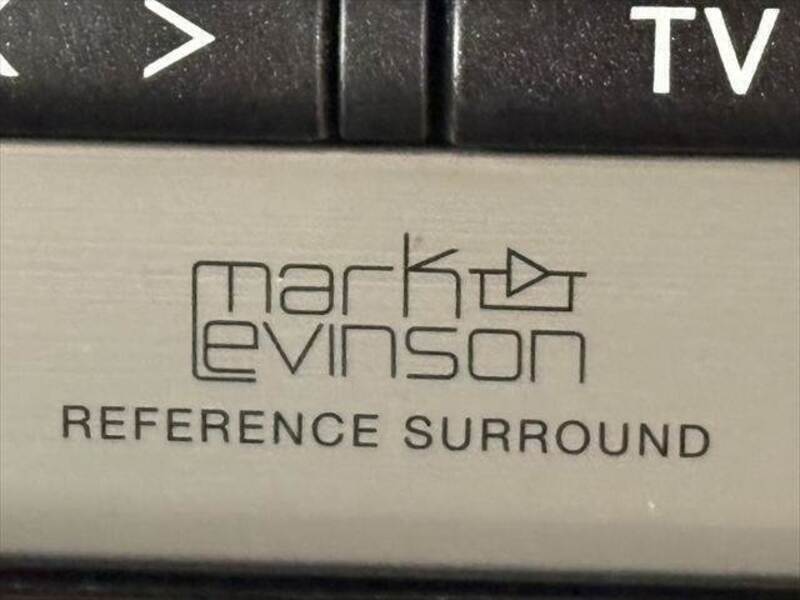 < > TV
mark
Levinson
REFERENCE SURROUND